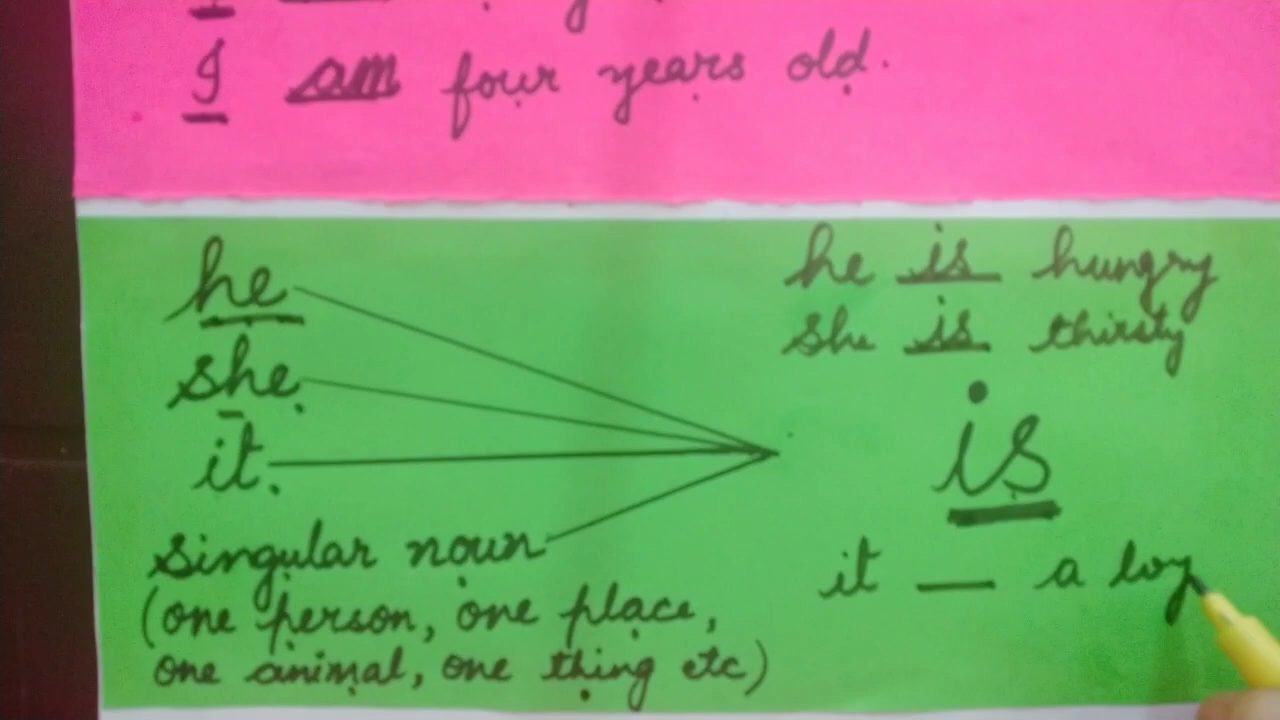 I am four years old.
he
she
it
singular noun
(one person, one place,
one animal, one thing etc)
he is hungry
she is thirsty
is
it __ a